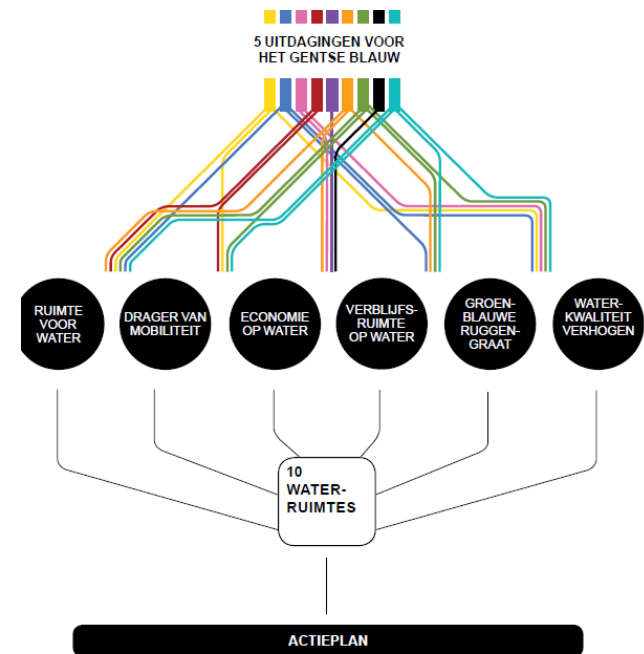 5 UITDAGINGEN VOOR
HET GENTSE BLAUW
RUIMTE
VOOR
WATER
DRAGER VAN
MOBILITEIT
ECONOMIE
OP WATER
VERBLIJFS-
RUIMTE
OP WATER
GROEN-
BLAUWE
RUGGEN-
GRAAT
WATER-
KWALITEIT
VERHOGEN
10
WATER-
RUIMTES
ACTIEPLAN